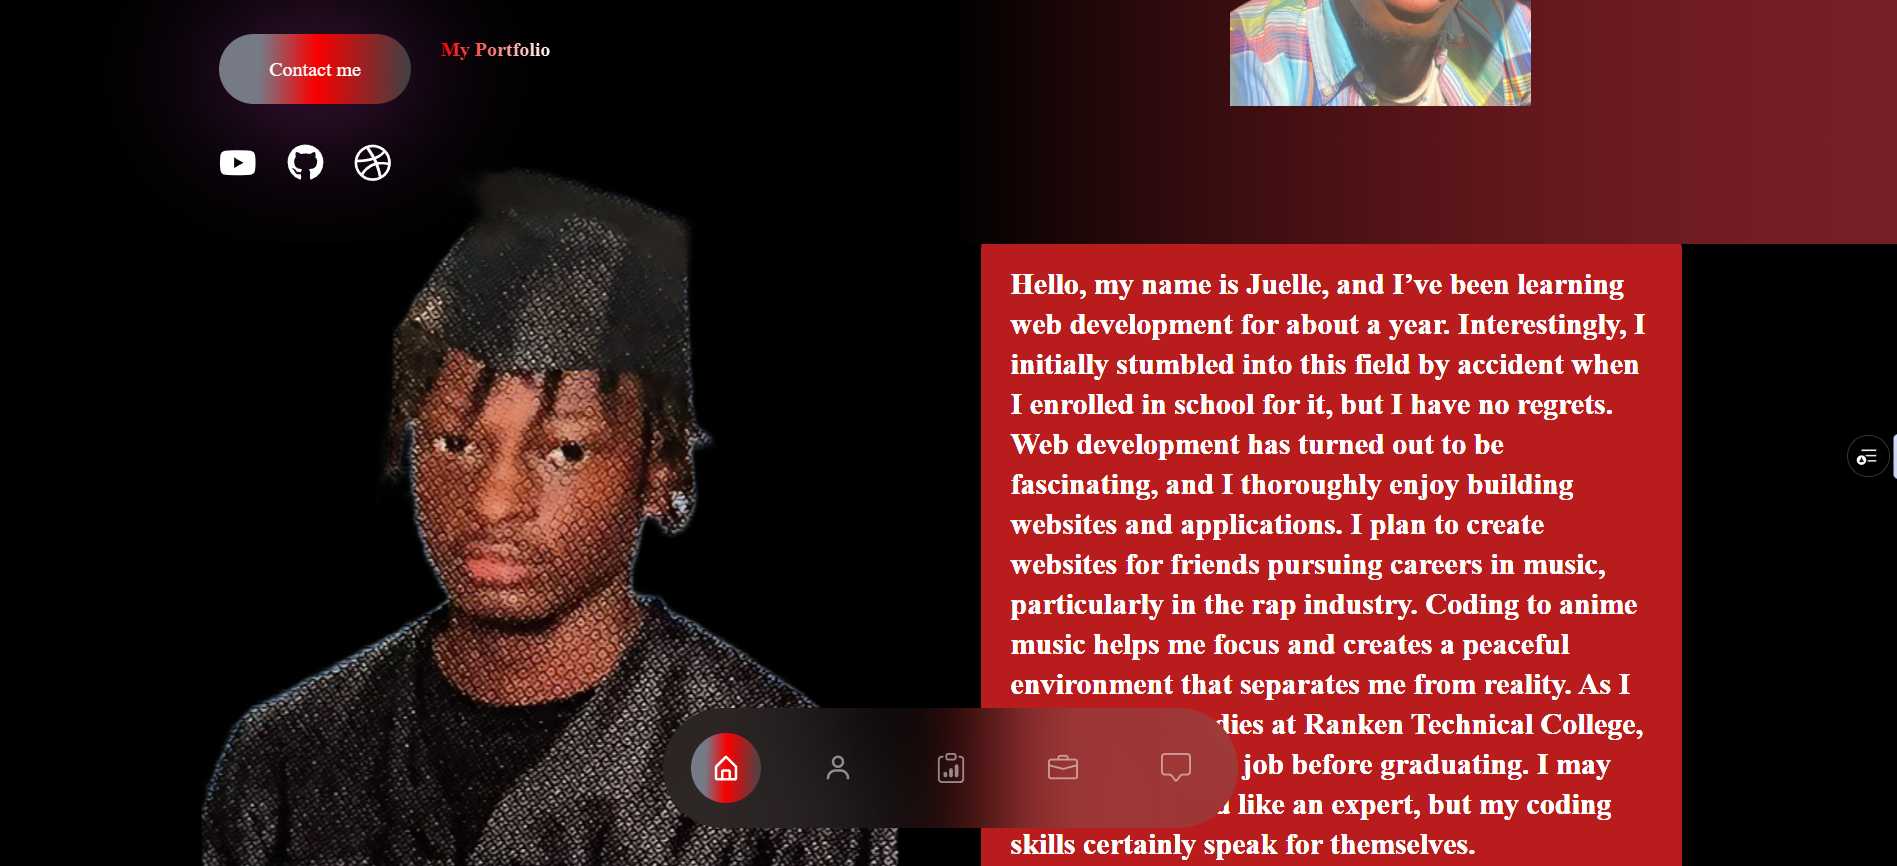 Contact me
My Portfolio
Hello, my name is Juelle, and I’ve been learning
web development for about a year. Interestingly, I
initially stumbled into this field by accident when
I enrolled in school for it, but I have no regrets.
Web development has turned out to be
fascinating, and I thoroughly enjoy building
websites and applications. I plan to create
websites for friends pursuing careers in music,
particularly in the rap industry. Coding to anime
music helps me focus and creates a peaceful
environment that separates me from reality. As I
at Ranken Technical College,
job before graduating. I may
like an expert, but my coding
skills certainly speak for themselves.